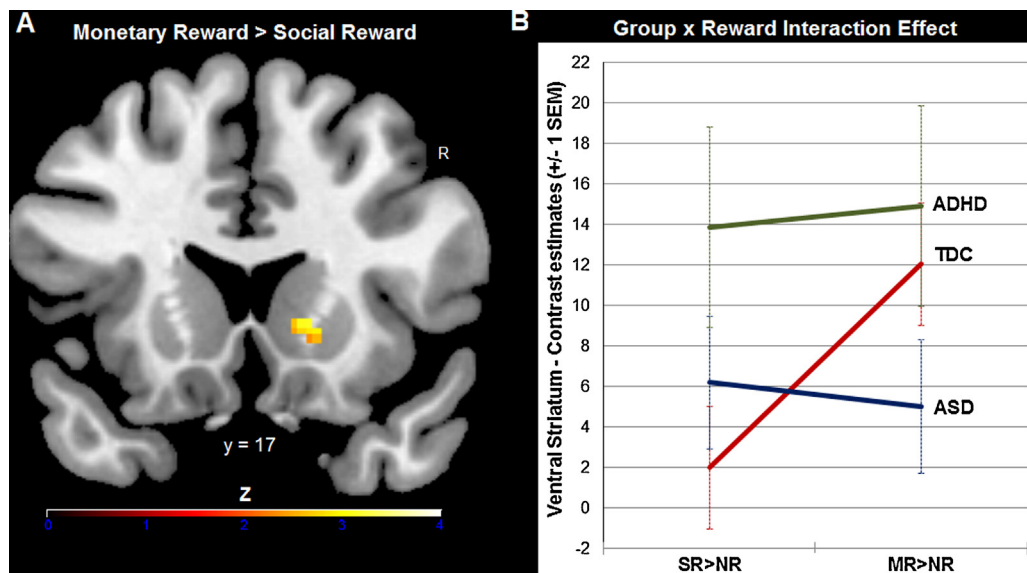 A
Monetary Reward > Social Reward
R
y = 17
Z
0 1 2 3 4
B
Group x Reward Interaction Effect
Ventral Striatum - Contrast estimates (+/- 1 SEM)
22
20
18
16
14
12
10
8
6
4
2
0
-2
ADHD
TDC
ASD
SR>NR MR>NR